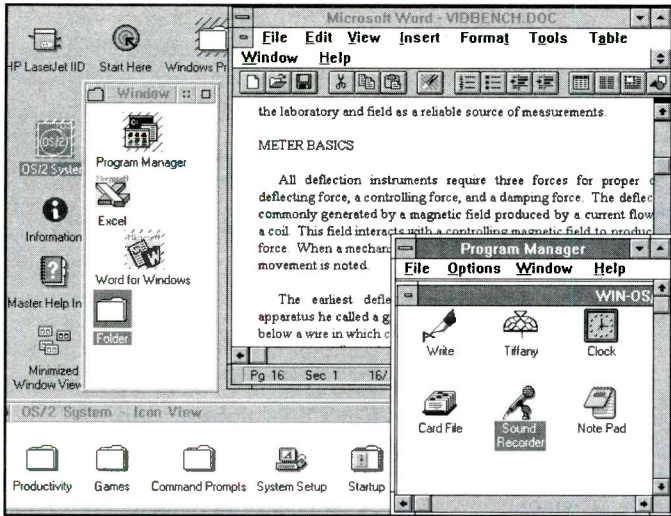 HP LaserJet IID
Start Here
Windows Pr
OS/2
OS/2 System
Information
Master Help In
Minimized
Window View
Window
Program Manager
Microsoft
Excel
Microsoft
Word for Windows
Folder
Microsoft Word - VIDBENCH.DOC
File Edit View Insert Format Tools Table
Window Help
the laboratory and field as a reliable source of measurements.
METER BASICS
All deflection instruments require three forces for proper
deflecting force, a controlling force, and a damping force. The deflec
commonly generated by a magnetic field produced by a current flow
a coil. This field interacts with a controlling magnetic field to produc
force. When a mechan
movement is noted.
The earliest defle
apparatus he called a g
below a wire in which c
Pg 16 Sec 1 16/
Program Manager
File Options Window Help
WIN-OS
Write
Tiffany
Clock
Card File
Sound
Recorder
Note Pad
OS/2 System - Icon View
Productivity
Games
Command Prompts
System Setup
Startup